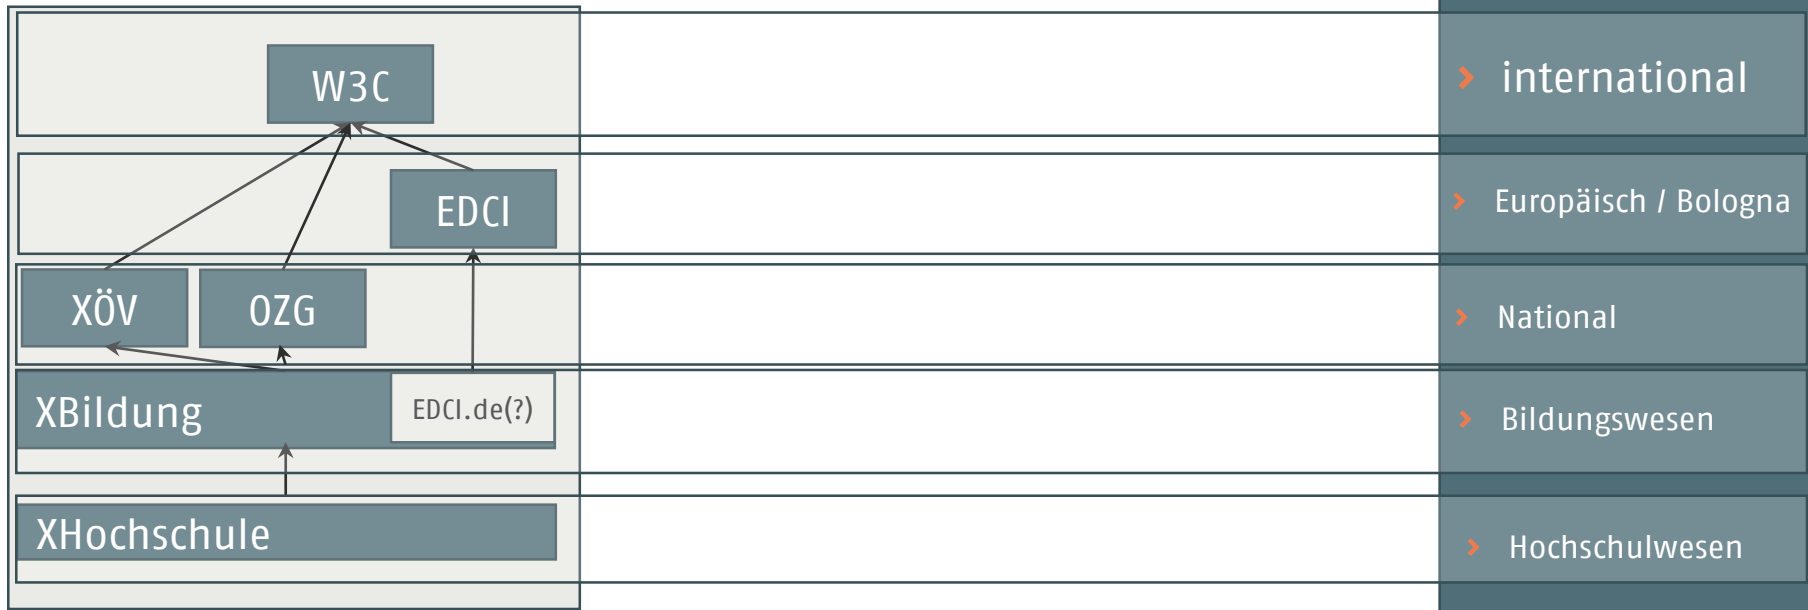 W3C
international
EDCI
Europäisch / Bologna
XÖV
OZG
National
XBildung
EDCI.de(?)
Bildungswesen
XHochschule
Hochschulwesen